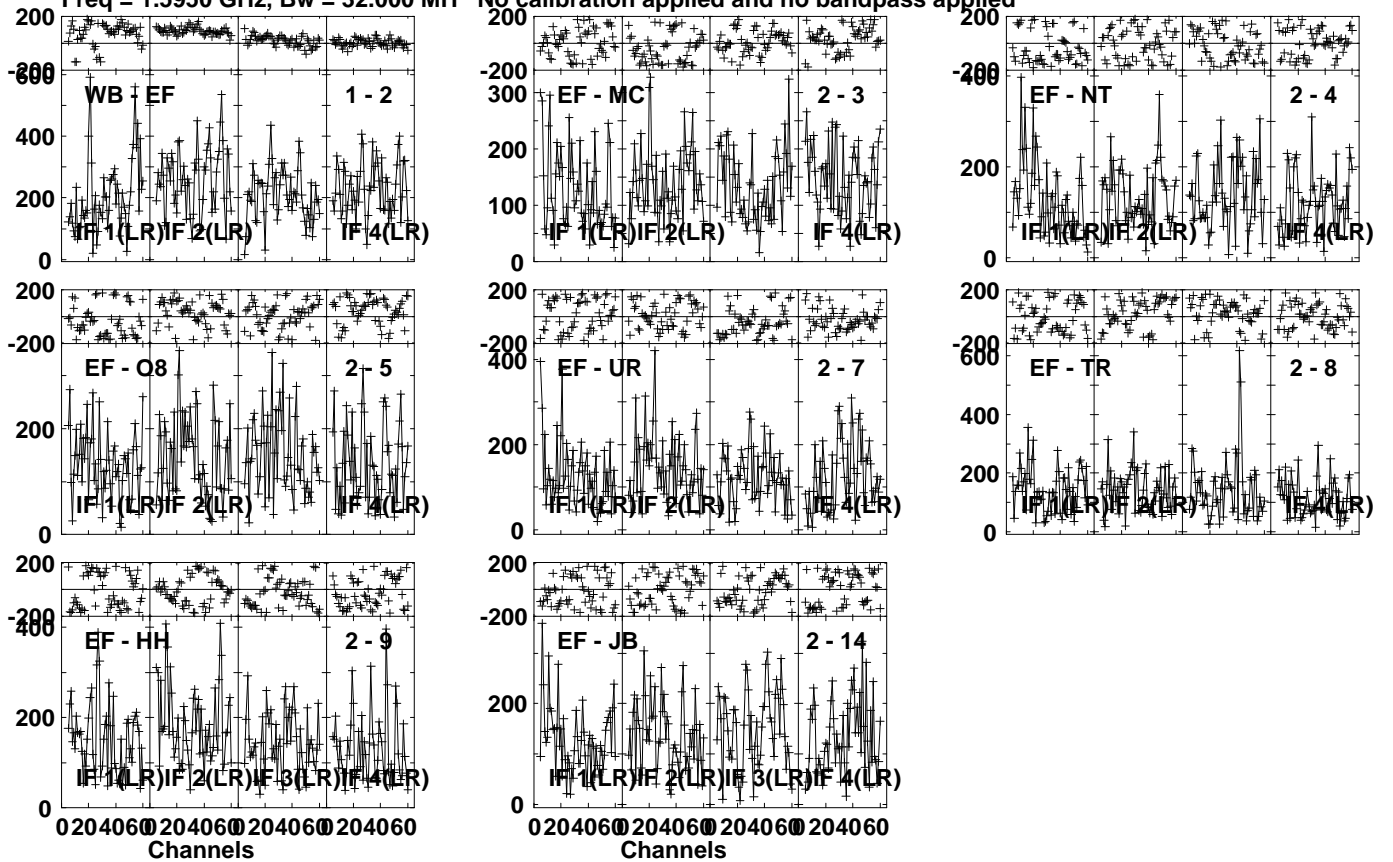 Freq = 1.5950 GHz, Bw = 32.000 MH No calibration applied and no bandpass applied
200
-200
600
400
200
0
WB - EF 1 - 2
IF 1(LR) IF 2(LR) IF 4(LR)
200
-200
300
200
100
0
EF - MC 2 - 3
IF 1(LR) IF 2(LR) IF 4(LR)
200
-200
400
200
0
EF - NT 2 - 4
IF 1(LR) IF 2(LR) IF 4(LR)
200
-200
200
0
EF - O8 2 - 5
IF 1(LR) IF 2(LR) IF 4(LR)
200
-200
400
200
0
EF - UR 2 - 7
IF 1(LR) IF 2(LR) IF 4(LR)
200
-200
600
400
200
0
EF - TR 2 - 8
IF 1(LR) IF 2(LR) IF 4(LR)
200
-200
400
200
0
EF - HH 2 - 9
IF 1(LR) IF 2(LR) IF 3(LR) IF 4(LR)
0 20 40 60 0 20 40 60 0 20 40 60 0 20 40 60
Channels
200
-200
200
0
EF - JB 2 - 14
IF 1(LR) IF 2(LR) IF 3(LR) IF 4(LR)
0 20 40 60 0 20 40 60 0 20 40 60 0 20 40 60
Channels